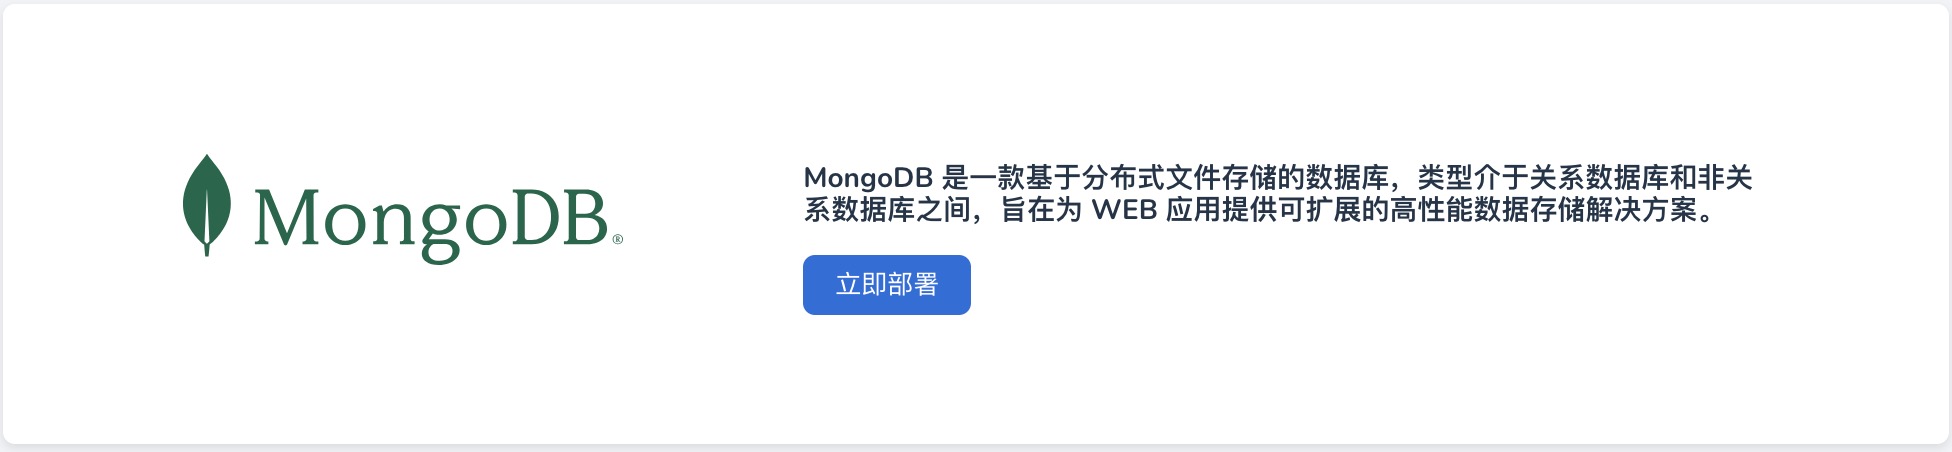 MongoDB®
MongoDB 是一款基于分布式文件存储的数据库，类型介于关系数据库和非关
系数据库之间，旨在为 WEB 应用提供可扩展的高性能数据存储解决方案。
立即部署